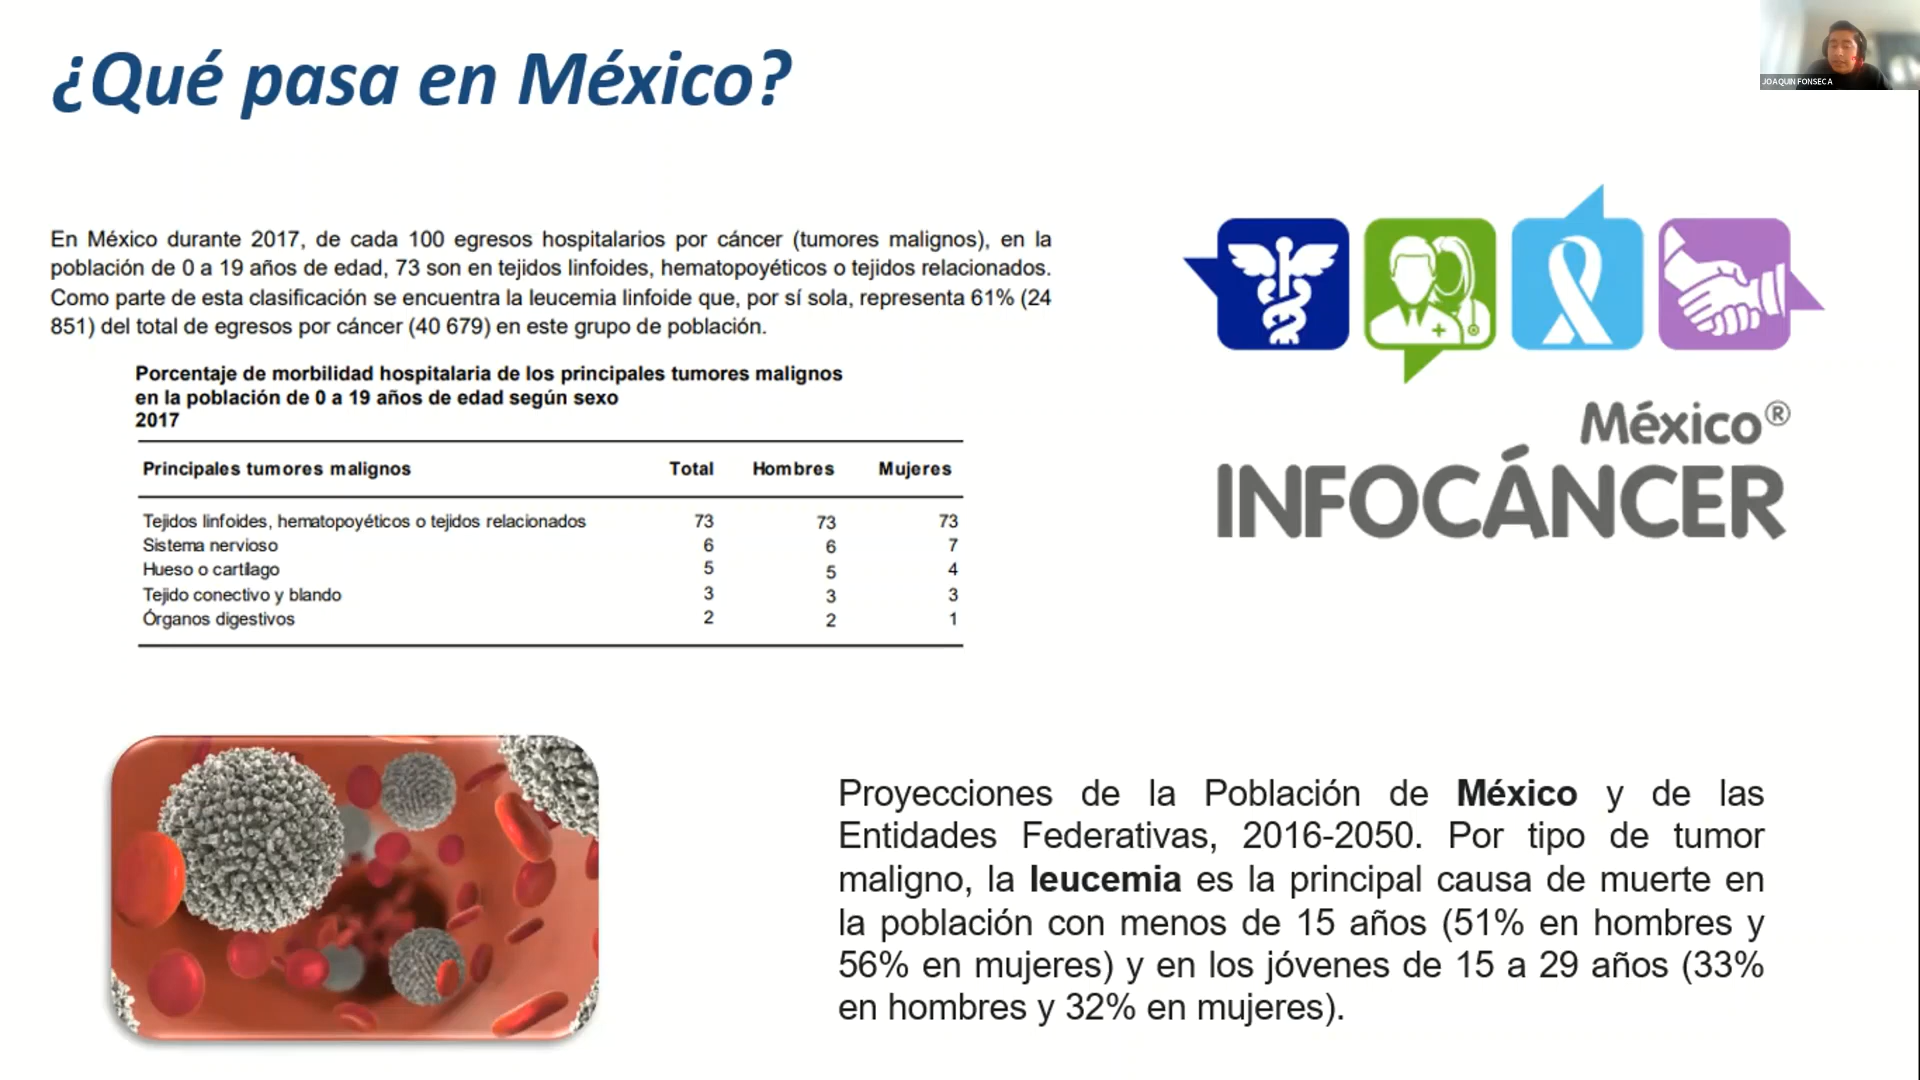 ¿Qué pasa en México?
JOAQUIN FONSECA
En México durante 2017, de cada 100 egresos hospitalarios por cáncer (tumores malignos), en la
población de 0 a 19 años de edad, 73 son en tejidos linfoides, hematopoyéticos o tejidos relacionados.
Como parte de esta clasificación se encuentra la leucemia linfoide que, por sí sola, representa 61% (24
851) del total de egresos por cáncer (40 679) en este grupo de población.
Porcentaje de morbilidad hospitalaria de los principales tumores malignos
en la población de 0 a 19 años de edad según sexo
2017
Principales tumores malignos Total Hombres Mujeres
Tejidos linfoides, hematopoyéticos o tejidos relacionados 73 73 73
Sistema nervioso 6 6 7
Hueso o cartílago 5 5 4
Tejido conectivo y blando 3 3 3
Órganos digestivos 2 2 1
México®
INFOCÁNCER
Proyecciones de la Población de México y de las
Entidades Federativas, 2016-2050. Por tipo de tumor
maligno, la leucemia es la principal causa de muerte en
la población con menos de 15 años (51% en hombres y
56% en mujeres) y en los jóvenes de 15 a 29 años (33%
en hombres y 32% en mujeres).